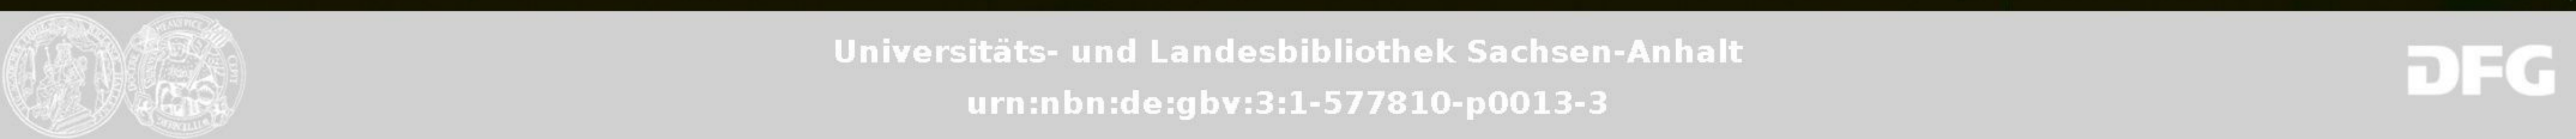 Universitäts- und Landesbibliothek Sachsen-Anhalt
urn:nbn:de:gbv:3:1-577810-p0013-3
DFG